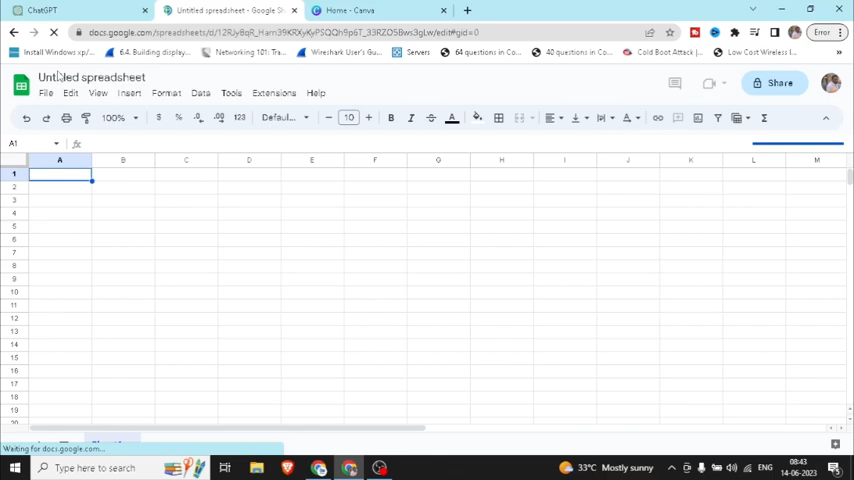 ChatGPT
Untitled spreadsheet - Google Sh
Home - Canva
docs.google.com/spreadsheets/d/
/edit#gid=0
Error
Install Windows xp/...
6.4. Building display...
Networking 101: Tra...
Wireshark User's Gu...
Servers
64 questions in Co...
40 questions in Co...
Cold Boot Attack |...
Low Cost Wireless I...
Untitled spreadsheet
File Edit View Insert Format Data Tools Extensions Help
Share
100% $ % .0 .00 123 Defaul... 10 B I A
A1 fx
A B C D E F G H I J K L M
1
2
3
4
5
6
7
8
9
10
11
12
13
14
15
16
17
18
19
20
Waiting for docs.google.com...
Type here to search
33°C Mostly sunny
ENG
08:43
14-06-2023